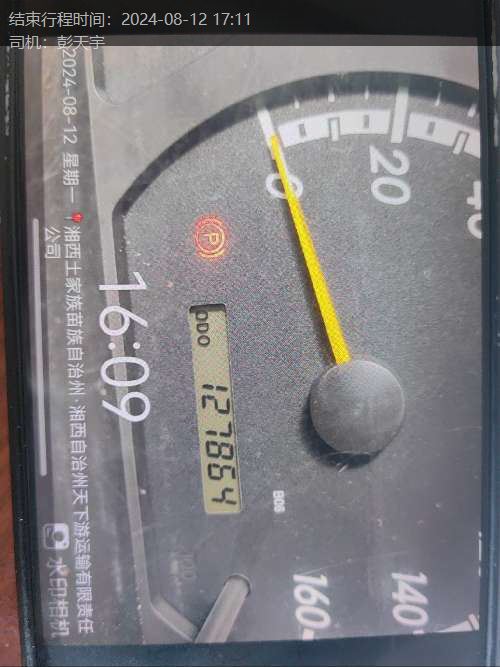 结束行程时间：2024-08-12 17:11
司机：彭天宇
16:09
2024-08-12 星期一
湘西土家族苗族自治州·湘西自治州天下游运输有限责任
公司
水印相机
0
20
140
160
ODO
127864
B06
P